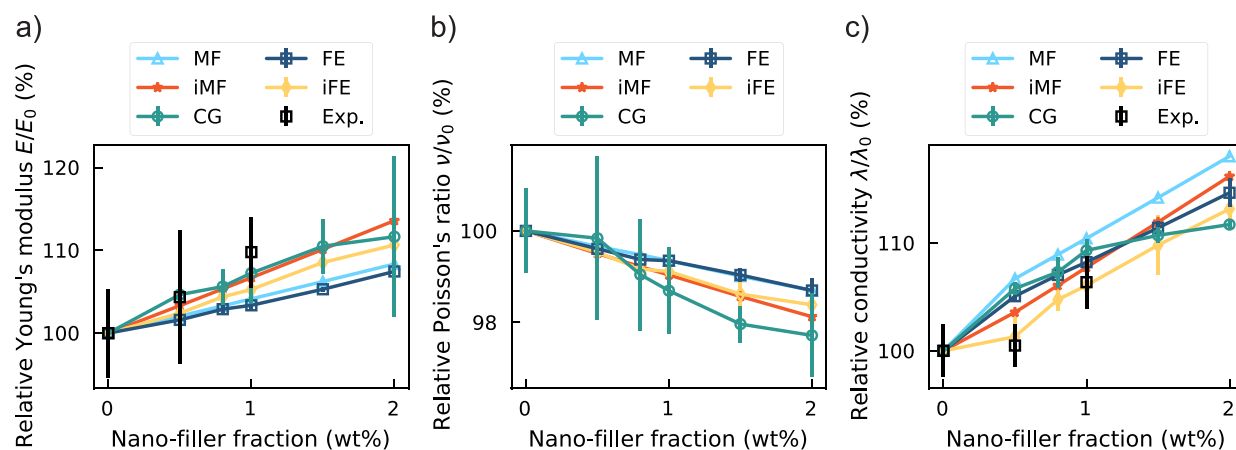 a)
MF
FE
iMF
iFE
CG
Exp.
Relative Young's modulus E/E₀ (%)
120
110
100
0
1
2
Nano-filler fraction (wt%)
b)
MF
FE
iMF
iFE
CG
Relative Poisson's ratio ν/ν₀ (%)
100
98
0
1
2
Nano-filler fraction (wt%)
c)
MF
FE
iMF
iFE
CG
Exp.
Relative conductivity λ/λ₀ (%)
110
100
0
1
2
Nano-filler fraction (wt%)